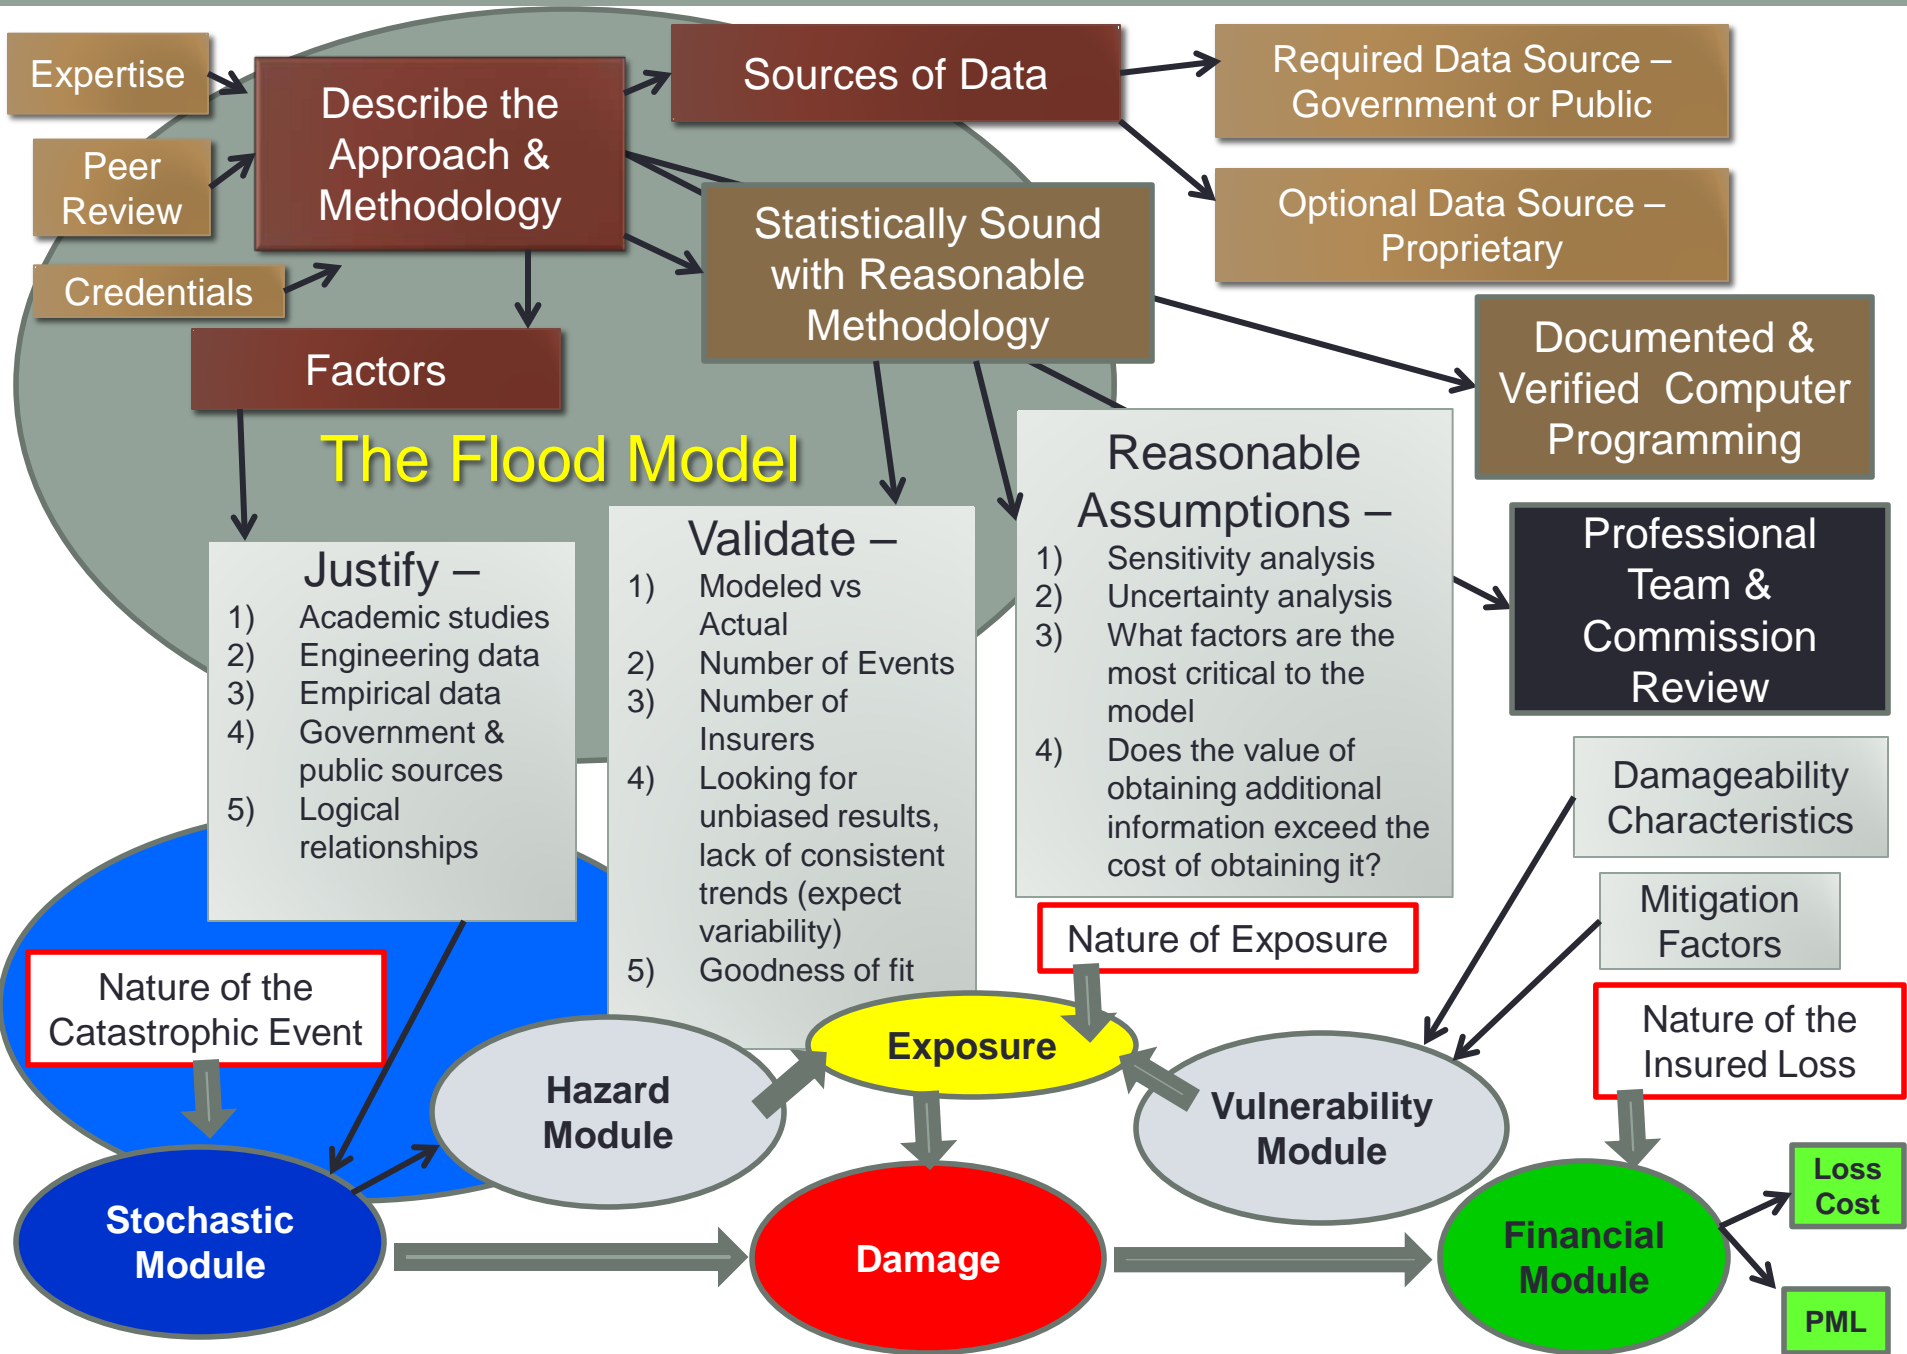 Expertise
Peer
Review
Credentials
Describe the
Approach &
Methodology
Sources of Data
Required Data Source –
Government or Public
Optional Data Source –
Proprietary
Statistically Sound
with Reasonable
Methodology
Factors
Documented &
Verified Computer
Programming
The Flood Model
Professional
Team &
Commission
Review
Justify –
1) Academic studies
2) Engineering data
3) Empirical data
4) Government &
public sources
5) Logical
relationships
Validate –
1) Modeled vs
Actual
2) Number of Events
3) Number of
Insurers
4) Looking for
unbiased results,
lack of consistent
trends (expect
variability)
5) Goodness of fit
Reasonable
Assumptions –
1) Sensitivity analysis
2) Uncertainty analysis
3) What factors are the
most critical to the
model
4) Does the value of
obtaining additional
information exceed the
cost of obtaining it?
Damageability
Characteristics
Mitigation
Factors
Nature of the
Catastrophic Event
Nature of Exposure
Nature of the
Insured Loss
Hazard
Module
Exposure
Vulnerability
Module
Stochastic
Module
Damage
Financial
Module
Loss
Cost
PML